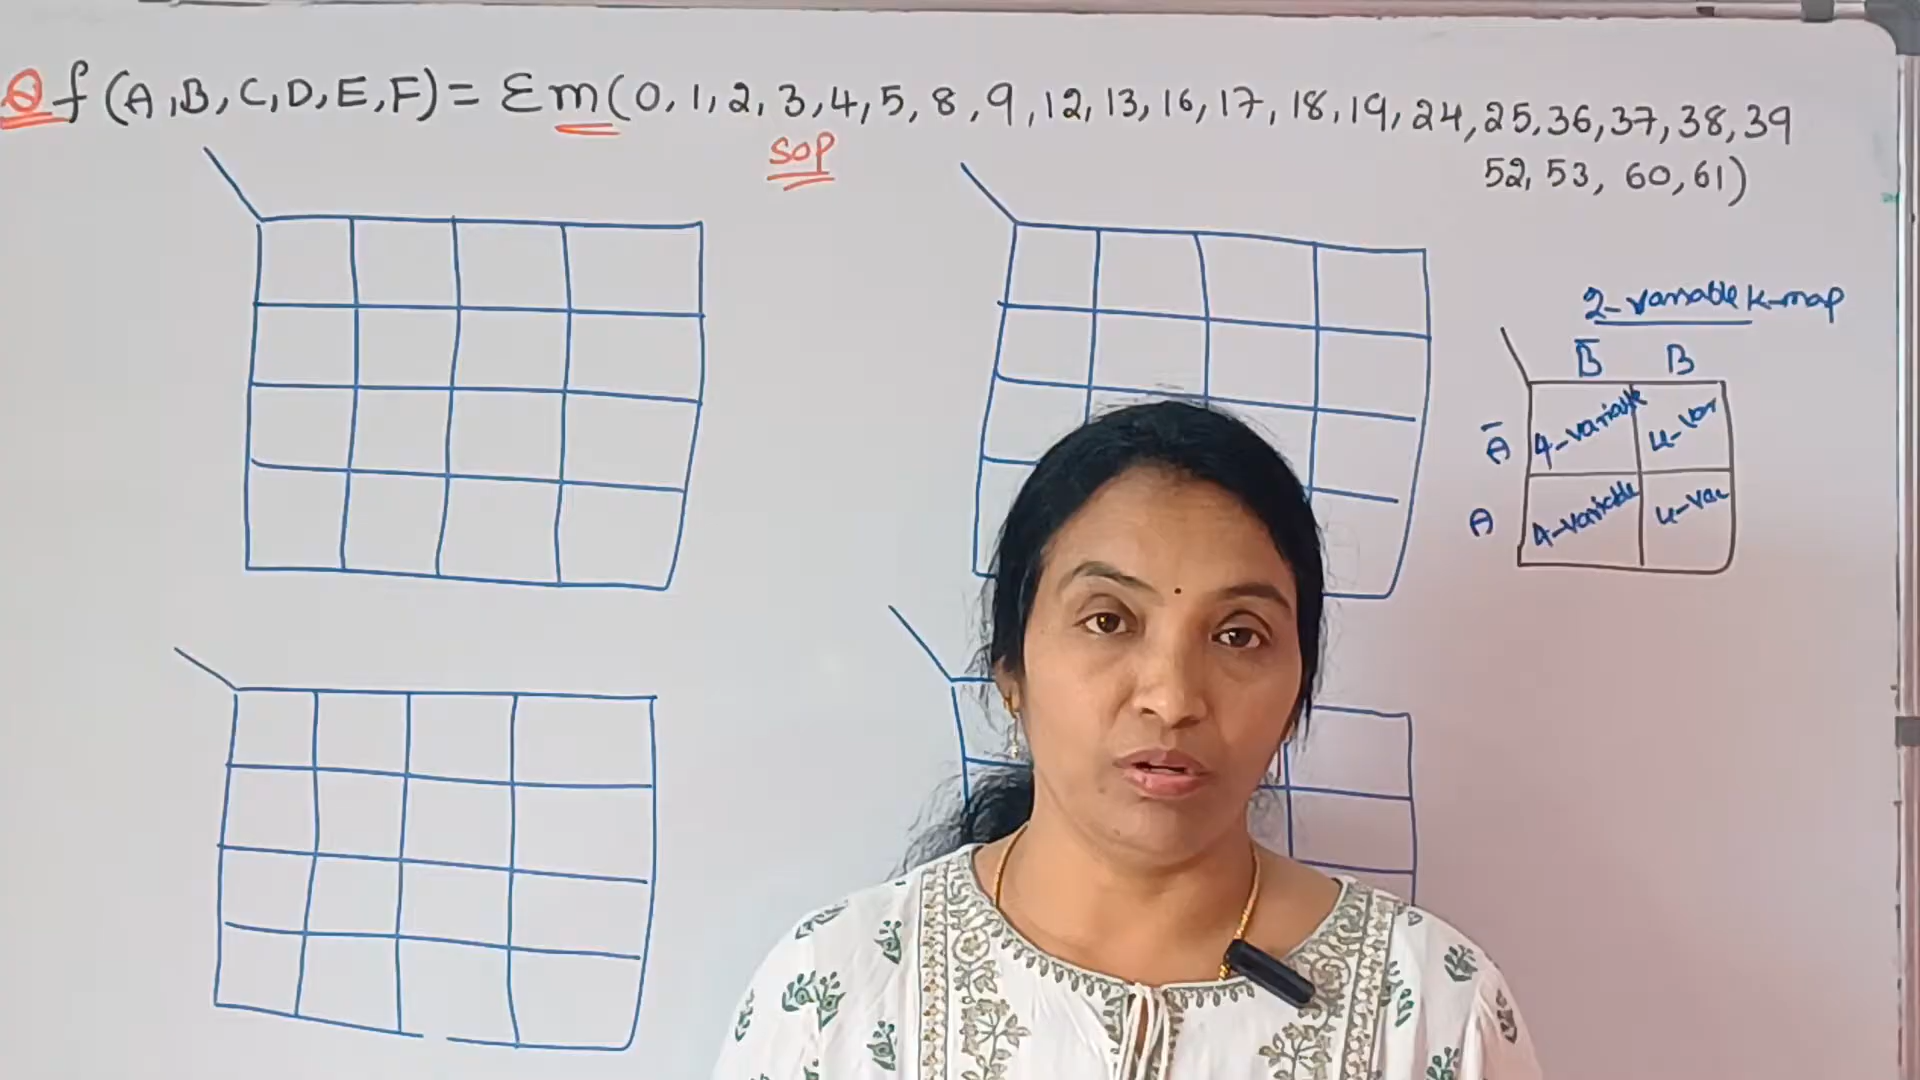 Q f (A,B,C,D,E,F) = Σm(0,1,2,3,4,5,8,9,12,13,16,17,18,19,24,25,36,37,38,39
52,53, 60,61)
SOP
2-variable K-map
B̅ B
A̅ 4-variable 4-var
A 4-variable 4-var